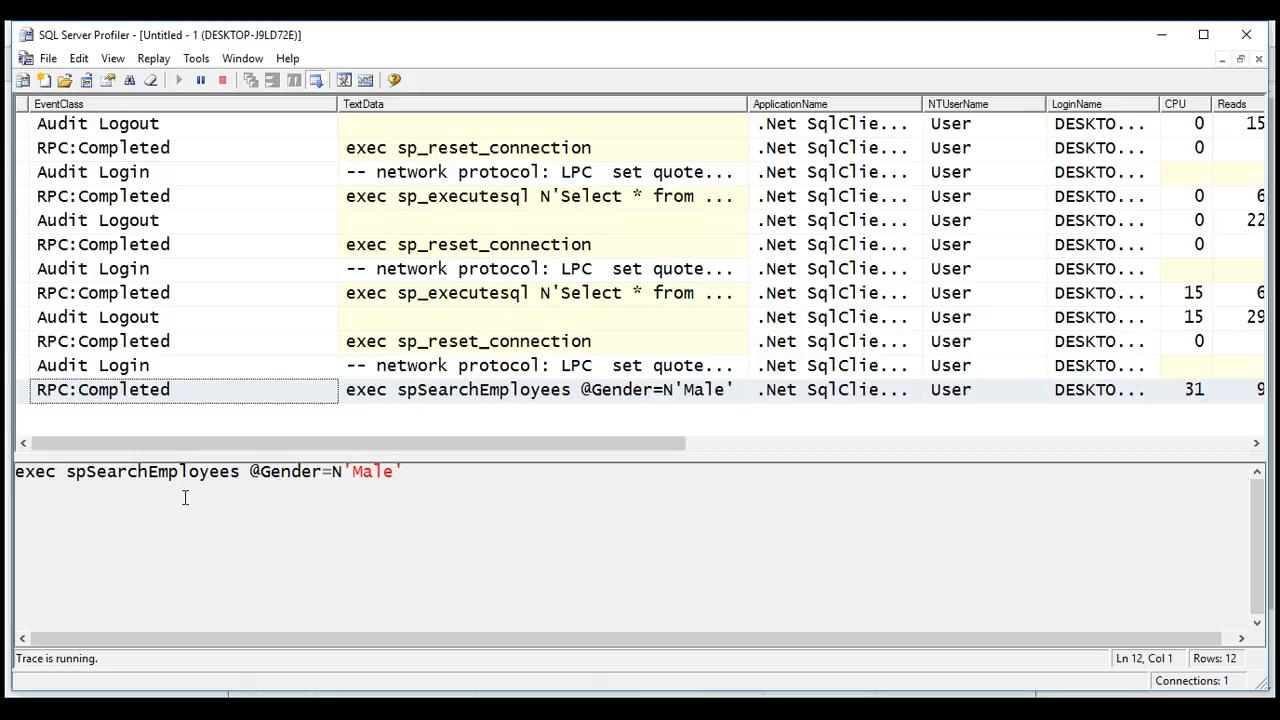 SQL Server Profiler - [Untitled - 1 (DESKTOP-J9LD72E)]
File Edit View Replay Tools Window Help
EventClass TextData ApplicationName NTUserName LoginName CPU Reads
Audit Logout .Net SqlClie... User DESKTO... 0 15
RPC:Completed exec sp_reset_connection .Net SqlClie... User DESKTO... 0
Audit Login -- network protocol: LPC set quote... .Net SqlClie... User DESKTO...
RPC:Completed exec sp_executesql N'Select * from ... .Net SqlClie... User DESKTO... 0 6
Audit Logout .Net SqlClie... User DESKTO... 0 22
RPC:Completed exec sp_reset_connection .Net SqlClie... User DESKTO... 0
Audit Login -- network protocol: LPC set quote... .Net SqlClie... User DESKTO...
RPC:Completed exec sp_executesql N'Select * from ... .Net SqlClie... User DESKTO... 15 6
Audit Logout .Net SqlClie... User DESKTO... 15 29
RPC:Completed exec sp_reset_connection .Net SqlClie... User DESKTO... 0
Audit Login -- network protocol: LPC set quote... .Net SqlClie... User DESKTO...
RPC:Completed exec spSearchEmployees @Gender=N'Male' .Net SqlClie... User DESKTO... 31 9
exec spSearchEmployees @Gender=N'Male'
Trace is running. Ln 12, Col 1 Rows: 12
Connections: 1